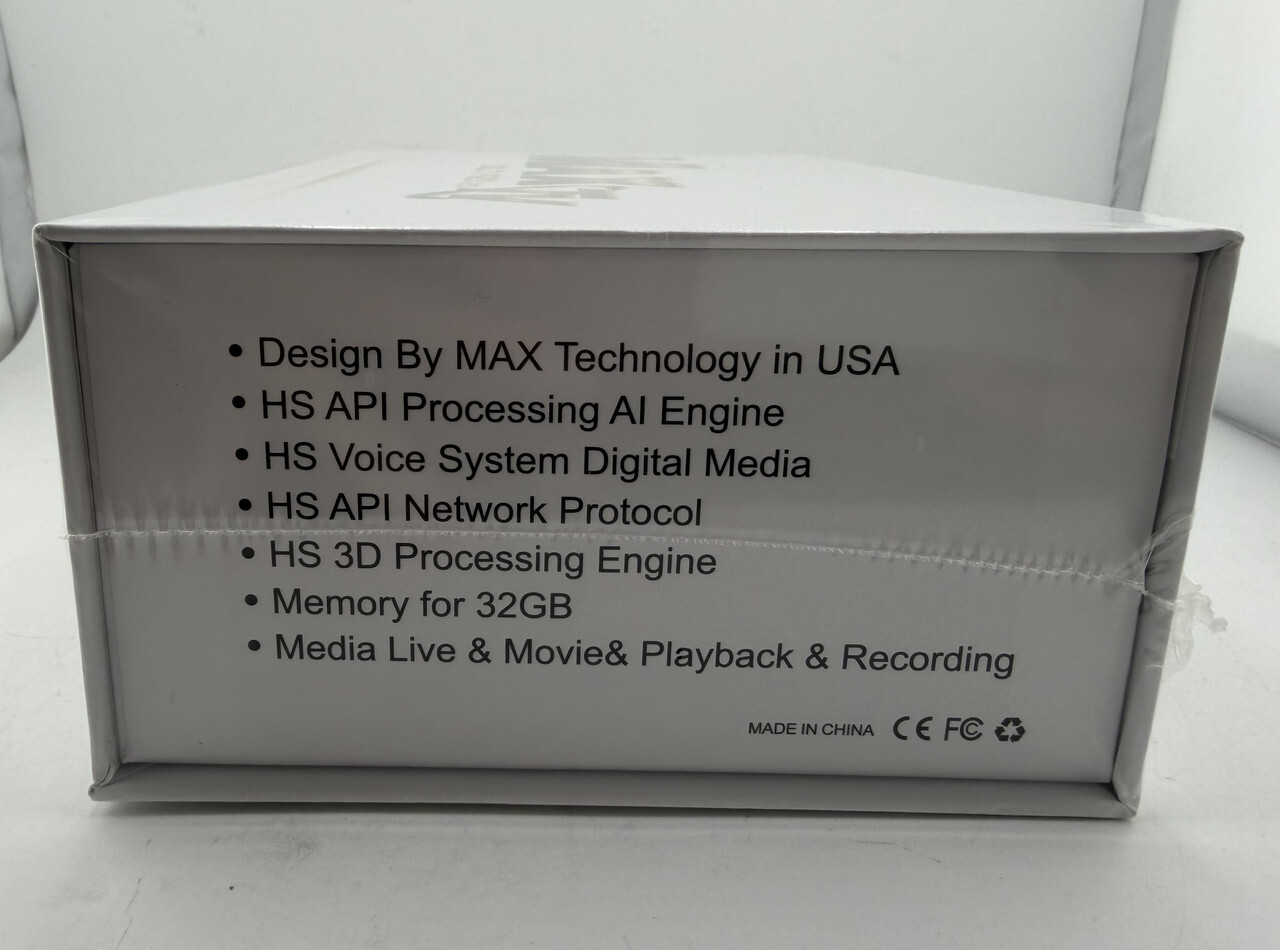 • Design By MAX Technology in USA
• HS API Processing AI Engine
• HS Voice System Digital Media
• HS API Network Protocol
• HS 3D Processing Engine
• Memory for 32GB
• Media Live & Movie& Playback & Recording
MADE IN CHINA CE FC